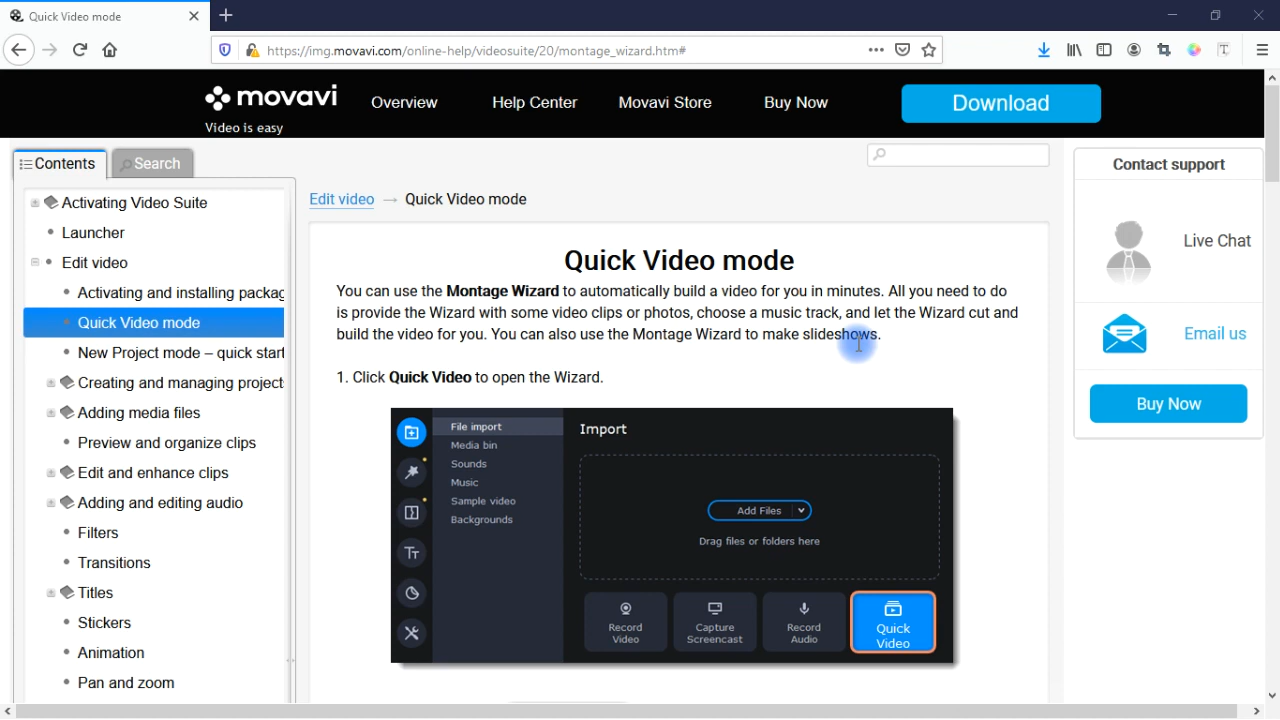 Quick Video mode
https://img.movavi.com/online-help/videosuite/20/montage_wizard.htm#
movavi
Video is easy
Overview
Help Center
Movavi Store
Buy Now
Download
Contents
Search
Activating Video Suite
Launcher
Edit video
Activating and installing packag
Quick Video mode
New Project mode – quick start
Creating and managing project
Adding media files
Preview and organize clips
Edit and enhance clips
Adding and editing audio
Filters
Transitions
Titles
Stickers
Animation
Pan and zoom
Edit video → Quick Video mode
Quick Video mode
You can use the Montage Wizard to automatically build a video for you in minutes. All you need to do
is provide the Wizard with some video clips or photos, choose a music track, and let the Wizard cut and
build the video for you. You can also use the Montage Wizard to make slideshows.
1. Click Quick Video to open the Wizard.
File import
Media bin
Sounds
Music
Sample video
Backgrounds
Import
Add Files
Drag files or folders here
Record
Video
Capture
Screencast
Record
Audio
Quick
Video
Contact support
Live Chat
Email us
Buy Now